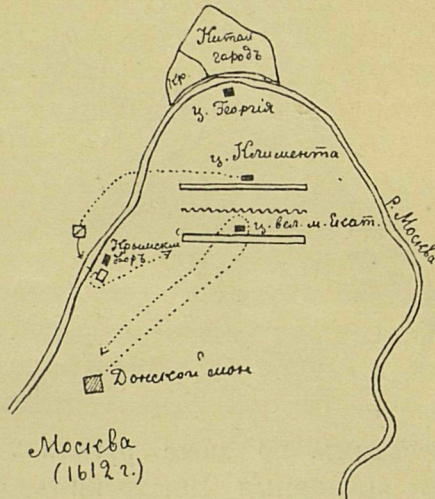 Китай
городъ
кр.
ц. Георгія
ц. Климента
р. Москва
ц. вел. м. Екат.
Крымскій
дворъ
Донской мон
Москва
(1612 г.)